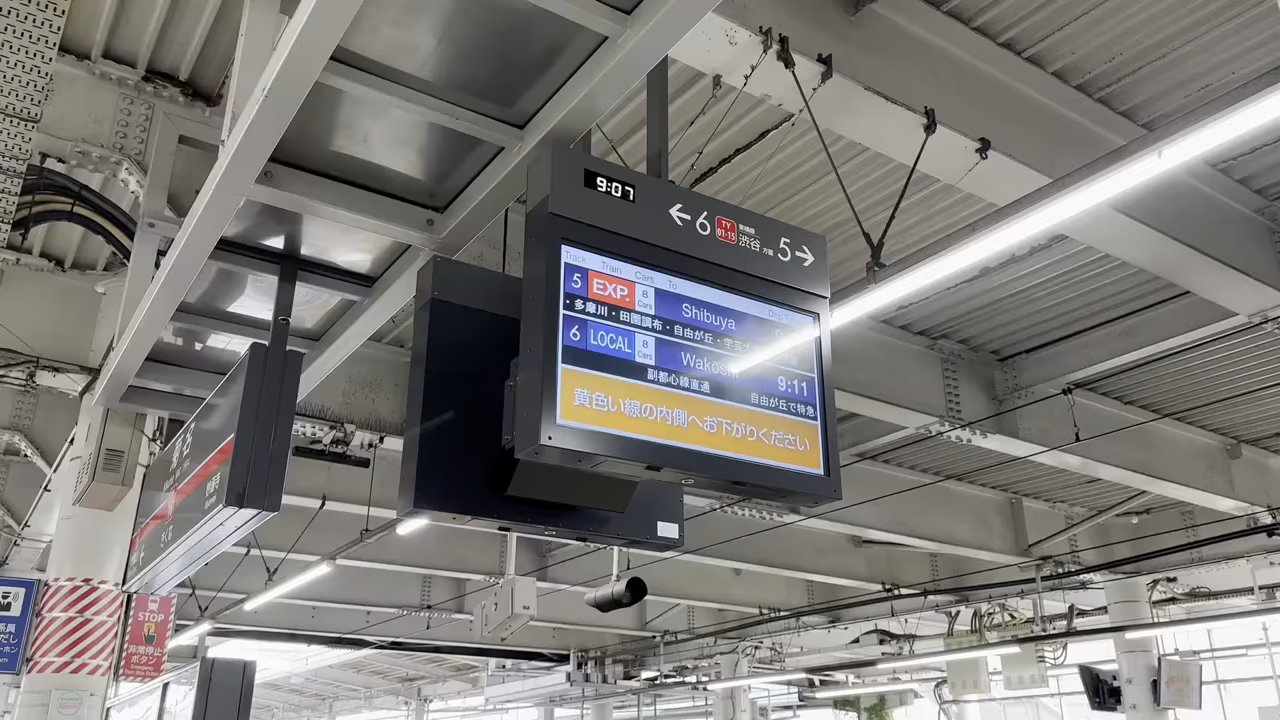 9:07
←6 TY 01-15 東横線 渋谷 方面 5→
Track Train Cars To
5 EXP. 8 Cars Shibuya
・多摩川・田園調布・自由が丘・学芸
6 LOCAL 8 Cars Wakosh 9:11
副都心線直通 自由が丘で特急
黄色い線の内側へお下がりください
STOP
非常停止
ボタン